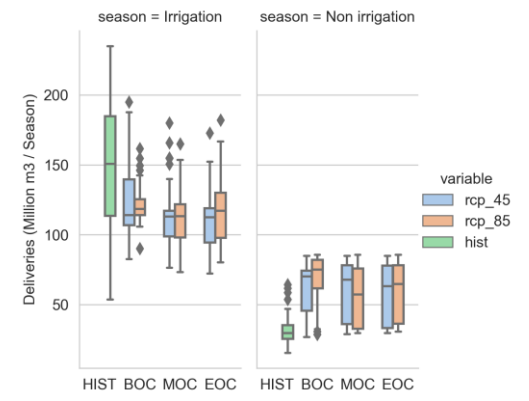 season = Irrigation
season = Non irrigation
Deliveries (Million m3 / Season)
200
150
100
50
HIST BOC MOC EOC
HIST BOC MOC EOC
variable
rcp_45
rcp_85
hist